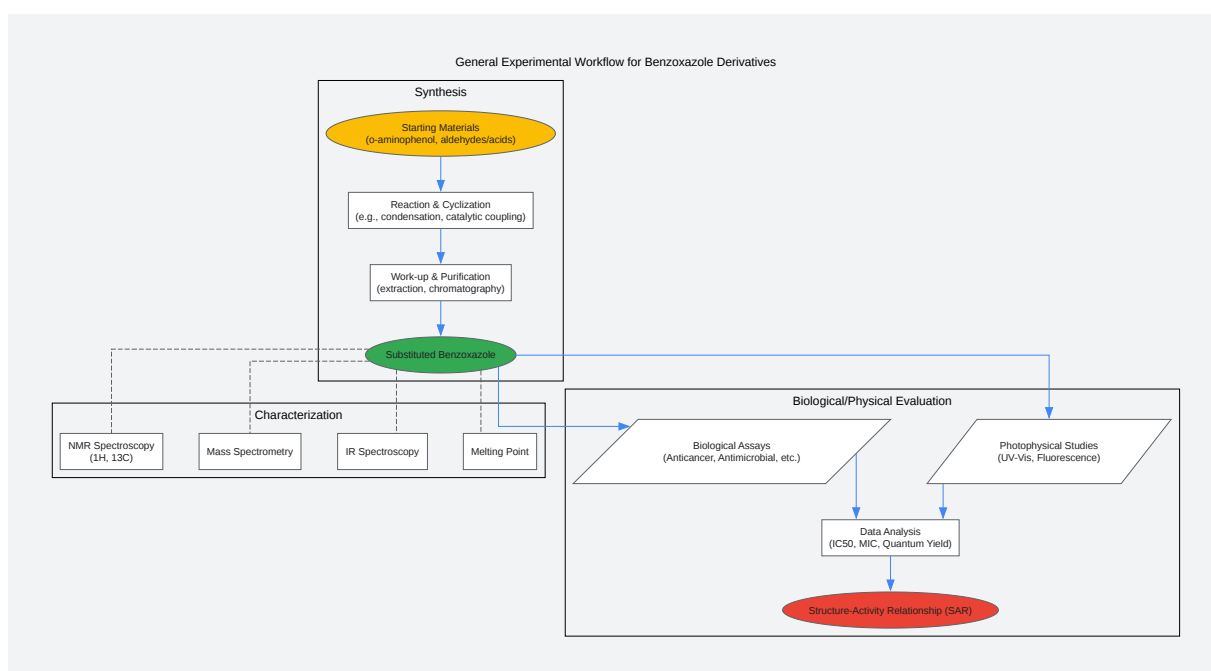 General Experimental Workflow for Benzoxazole Derivatives
Synthesis
Starting Materials
(o-aminophenol, aldehydes/acids)
Reaction & Cyclization
(e.g., condensation, catalytic coupling)
Work-up & Purification
(extraction, chromatography)
Substituted Benzoxazole
Characterization
NMR Spectroscopy
(1H, 13C)
Mass Spectrometry
IR Spectroscopy
Melting Point
Biological/Physical Evaluation
Biological Assays
(Anticancer, Antimicrobial, etc.)
Photophysical Studies
(UV-Vis, Fluorescence)
Data Analysis
(IC50, MIC, Quantum Yield)
Structure-Activity Relationship (SAR)